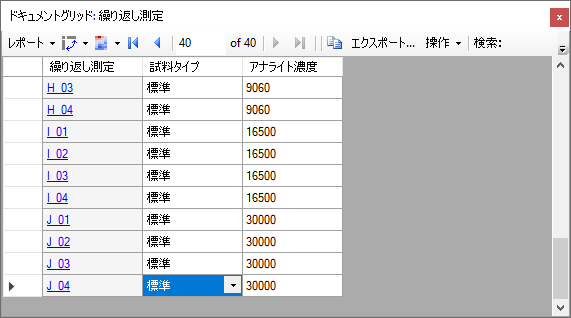 ドキュメントグリッド: 繰り返し測定
レポート 40 of 40 エクスポート... 操作 検索:
繰り返し測定 試料タイプ アナライト濃度
H_03 標準 9060
H_04 標準 9060
I_01 標準 16500
I_02 標準 16500
I_03 標準 16500
I_04 標準 16500
J_01 標準 30000
J_02 標準 30000
J_03 標準 30000
J_04 標準 30000